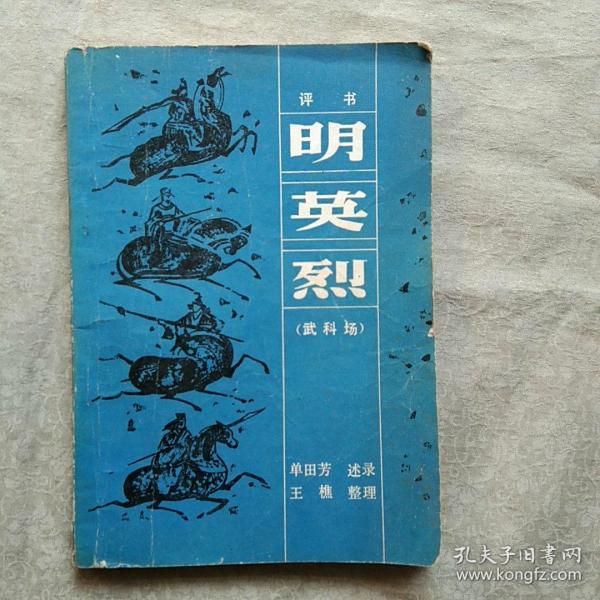 评书
明
英
烈
(武科场)
单田芳 述录
王樵 整理
孔夫子旧书网
www.kongfz.com